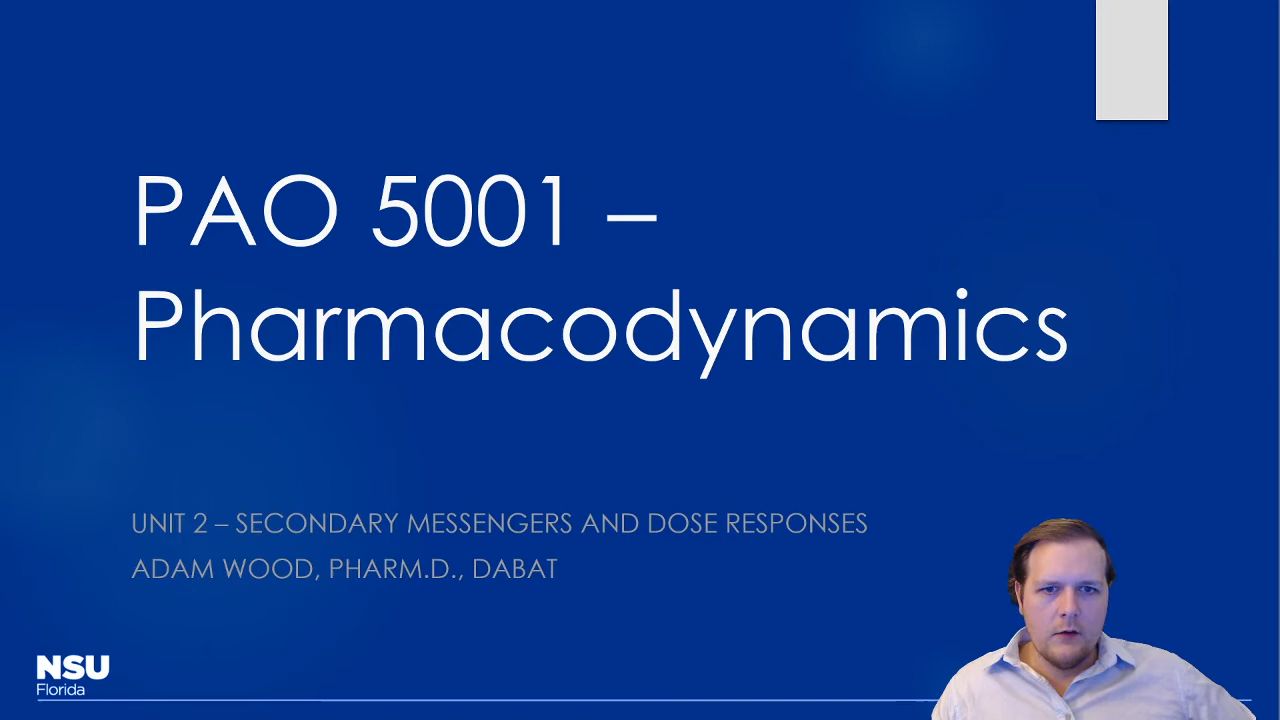 PAO 5001 –
Pharmacodynamics
UNIT 2 – SECONDARY MESSENGERS AND DOSE RESPONSES
ADAM WOOD, PHARM.D., DABAT
NSU
Florida